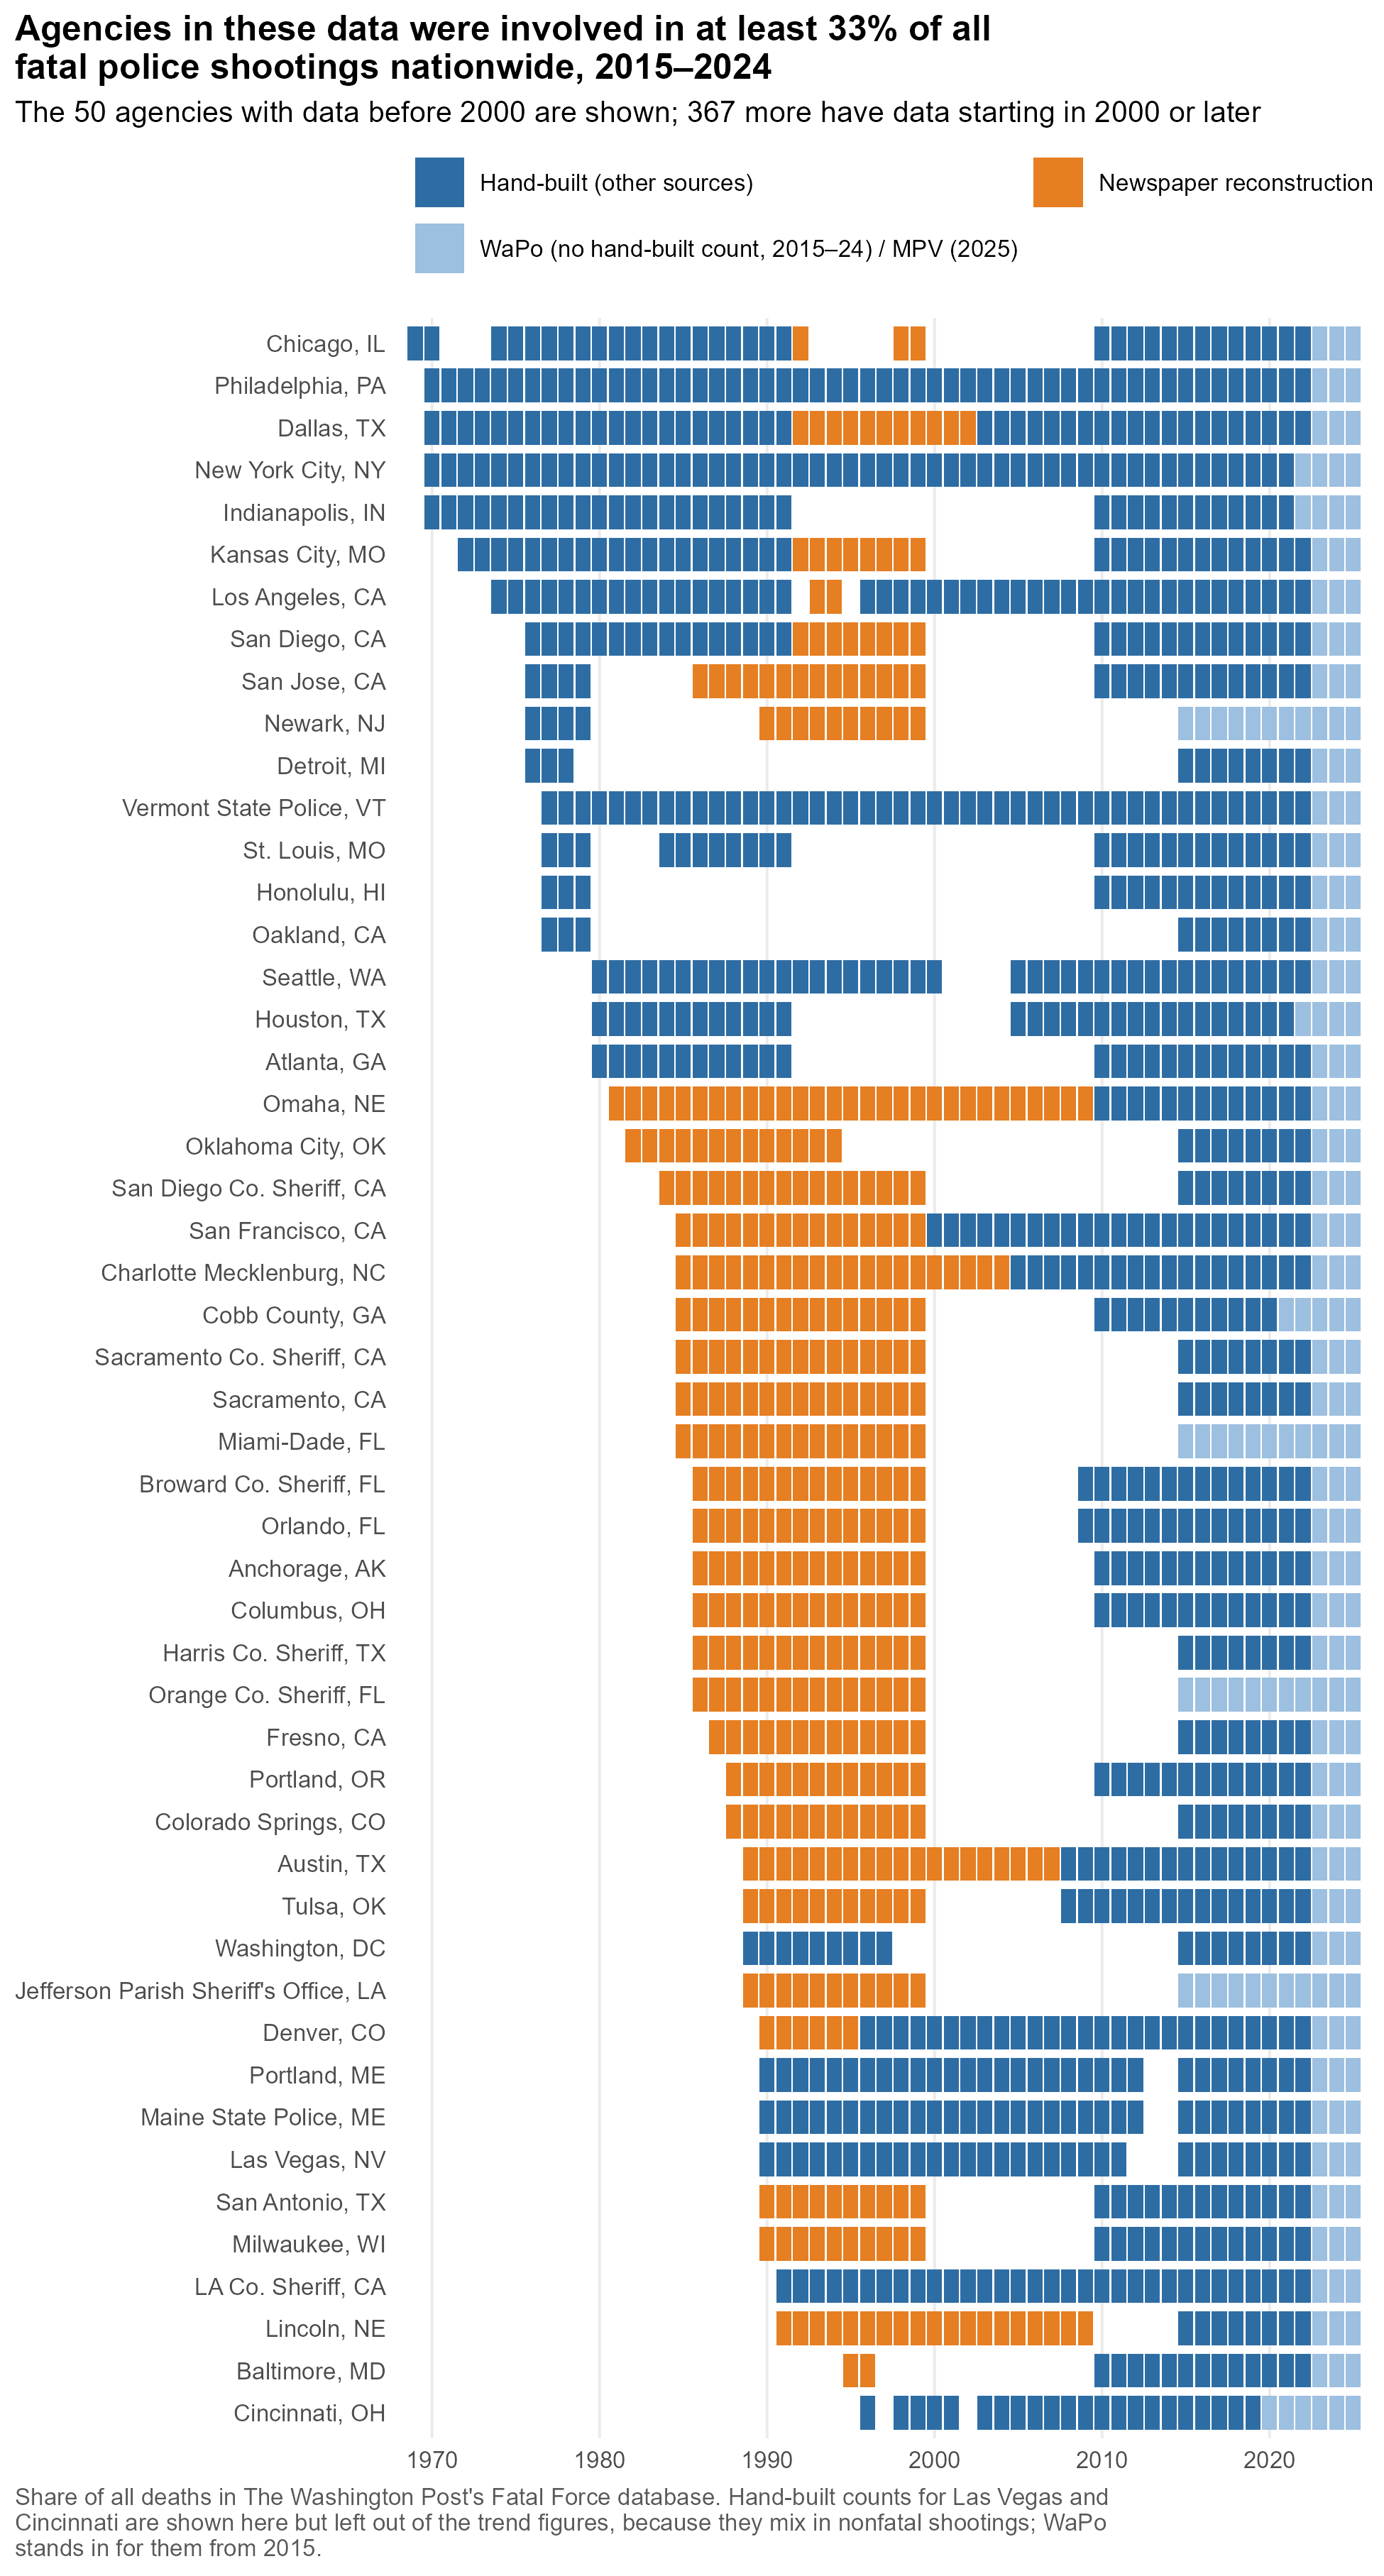 Agencies in these data were involved in at least 33% of all
fatal police shootings nationwide, 2015–2024
The 50 agencies with data before 2000 are shown; 367 more have data starting in 2000 or later
Hand-built (other sources)
Newspaper reconstruction
WaPo (no hand-built count, 2015–24) / MPV (2025)
Chicago, IL
Philadelphia, PA
Dallas, TX
New York City, NY
Indianapolis, IN
Kansas City, MO
Los Angeles, CA
San Diego, CA
San Jose, CA
Newark, NJ
Detroit, MI
Vermont State Police, VT
St. Louis, MO
Honolulu, HI
Oakland, CA
Seattle, WA
Houston, TX
Atlanta, GA
Omaha, NE
Oklahoma City, OK
San Diego Co. Sheriff, CA
San Francisco, CA
Charlotte Mecklenburg, NC
Cobb County, GA
Sacramento Co. Sheriff, CA
Sacramento, CA
Miami-Dade, FL
Broward Co. Sheriff, FL
Orlando, FL
Anchorage, AK
Columbus, OH
Harris Co. Sheriff, TX
Orange Co. Sheriff, FL
Fresno, CA
Portland, OR
Colorado Springs, CO
Austin, TX
Tulsa, OK
Washington, DC
Jefferson Parish Sheriff's Office, LA
Denver, CO
Portland, ME
Maine State Police, ME
Las Vegas, NV
San Antonio, TX
Milwaukee, WI
LA Co. Sheriff, CA
Lincoln, NE
Baltimore, MD
Cincinnati, OH
1970 1980 1990 2000 2010 2020
Share of all deaths in The Washington Post's Fatal Force database. Hand-built counts for Las Vegas and
Cincinnati are shown here but left out of the trend figures, because they mix in nonfatal shootings; WaPo
stands in for them from 2015.